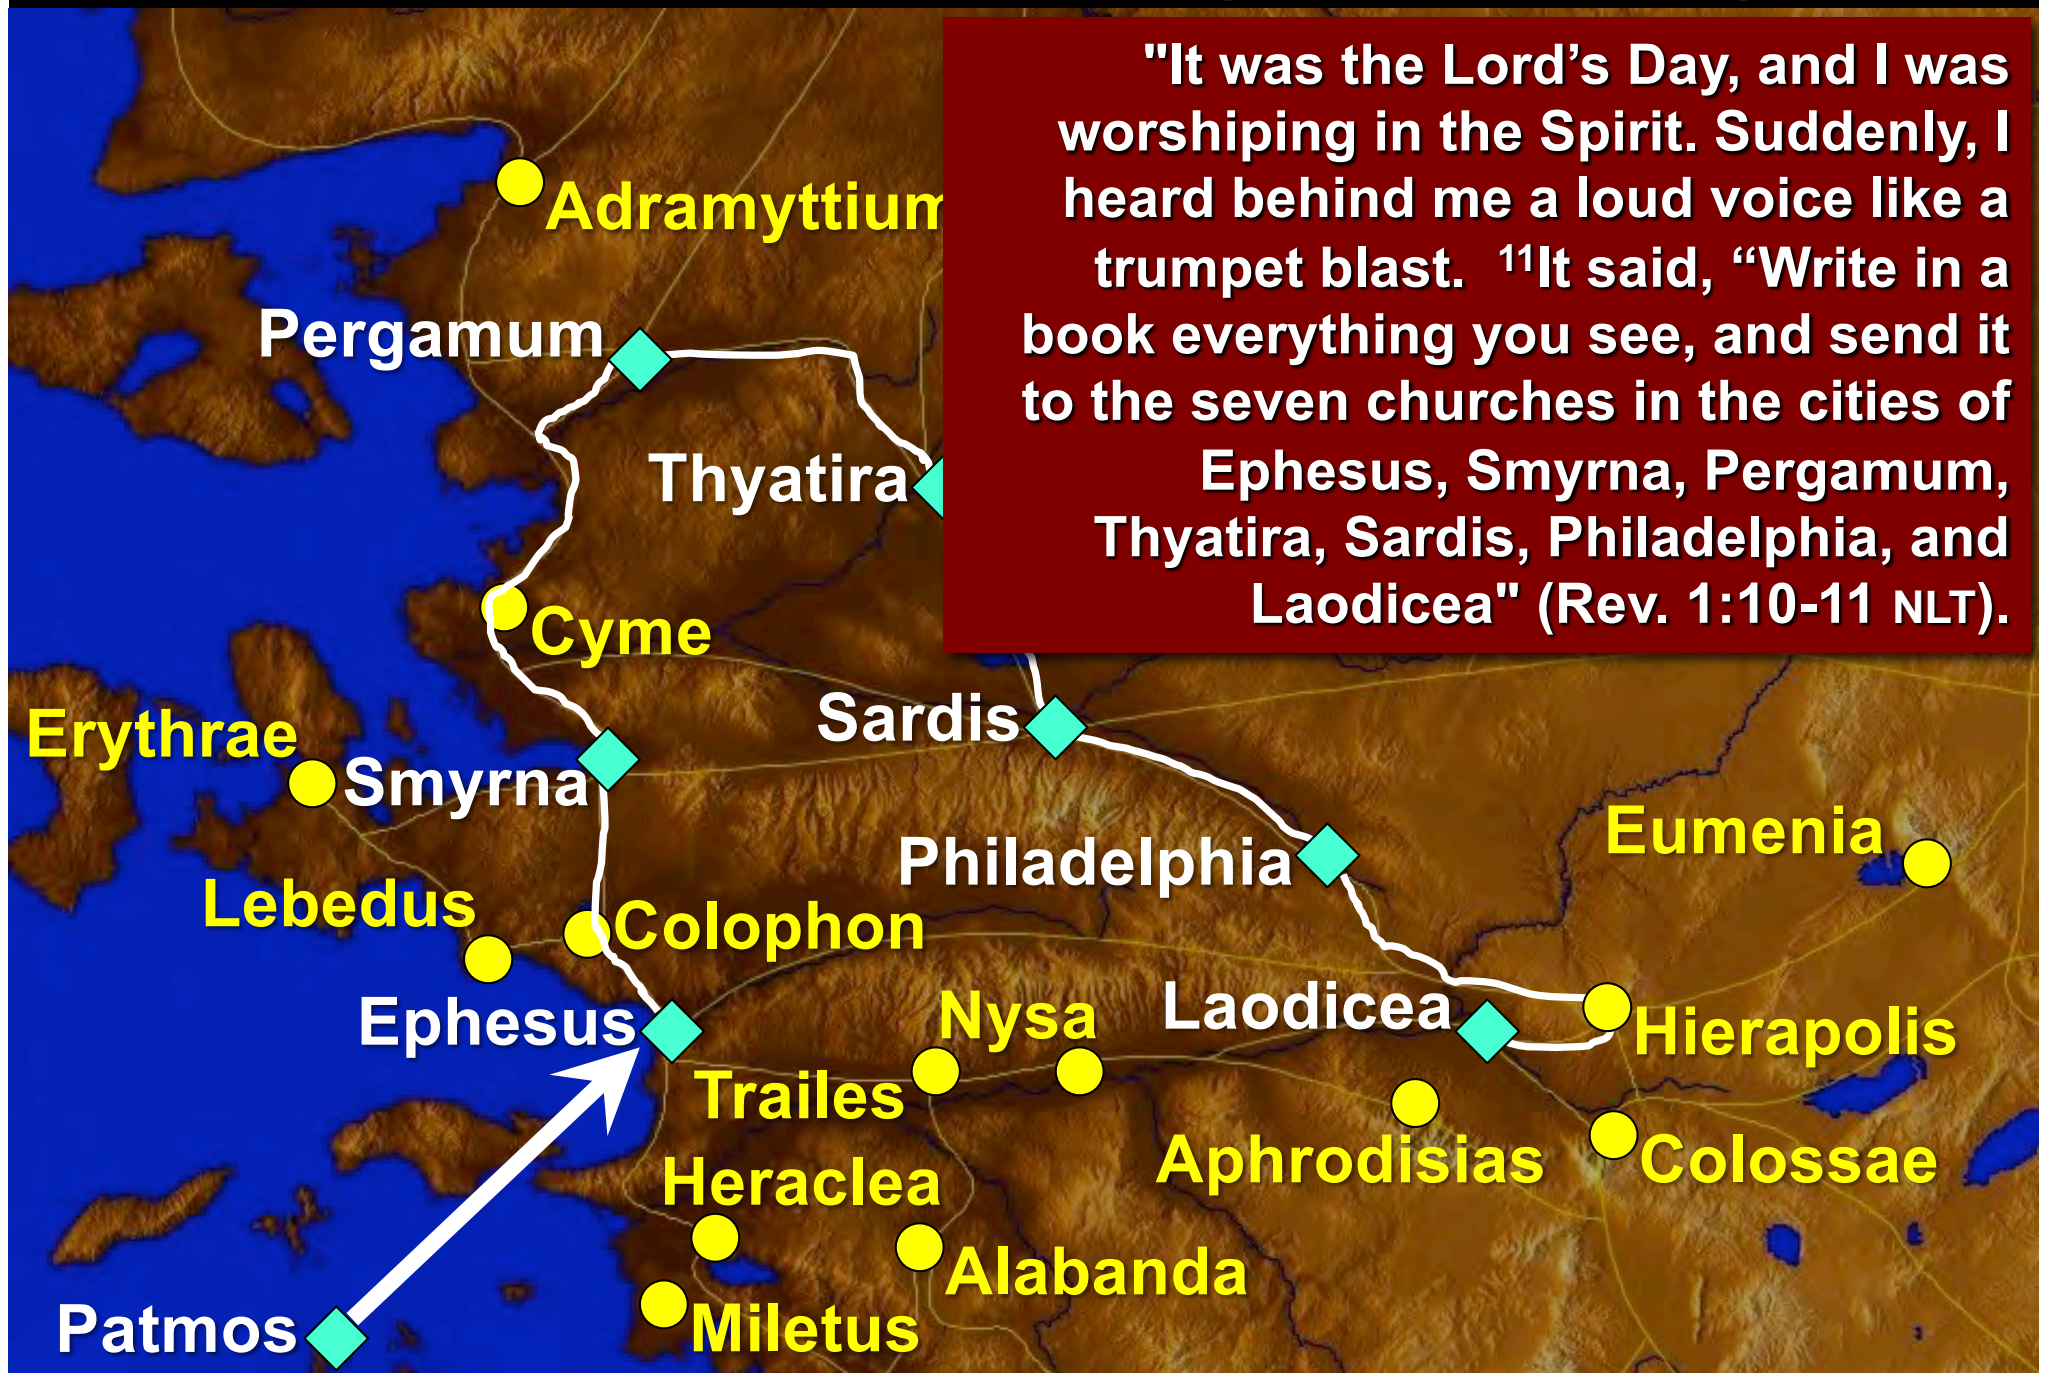 "It was the Lord’s Day, and I was
worshiping in the Spirit. Suddenly, I
heard behind me a loud voice like a
trumpet blast. ¹¹It said, “Write in a
book everything you see, and send it
to the seven churches in the cities of
Ephesus, Smyrna, Pergamum,
Thyatira, Sardis, Philadelphia, and
Laodicea" (Rev. 1:10-11 NLT).
Adramyttium
Pergamum
Thyatira
Cyme
Sardis
Erythrae
Smyrna
Philadelphia
Eumenia
Lebedus
Colophon
Ephesus
Nysa
Laodicea
Hierapolis
Trailes
Aphrodisias
Colossae
Heraclea
Alabanda
Patmos
Miletus